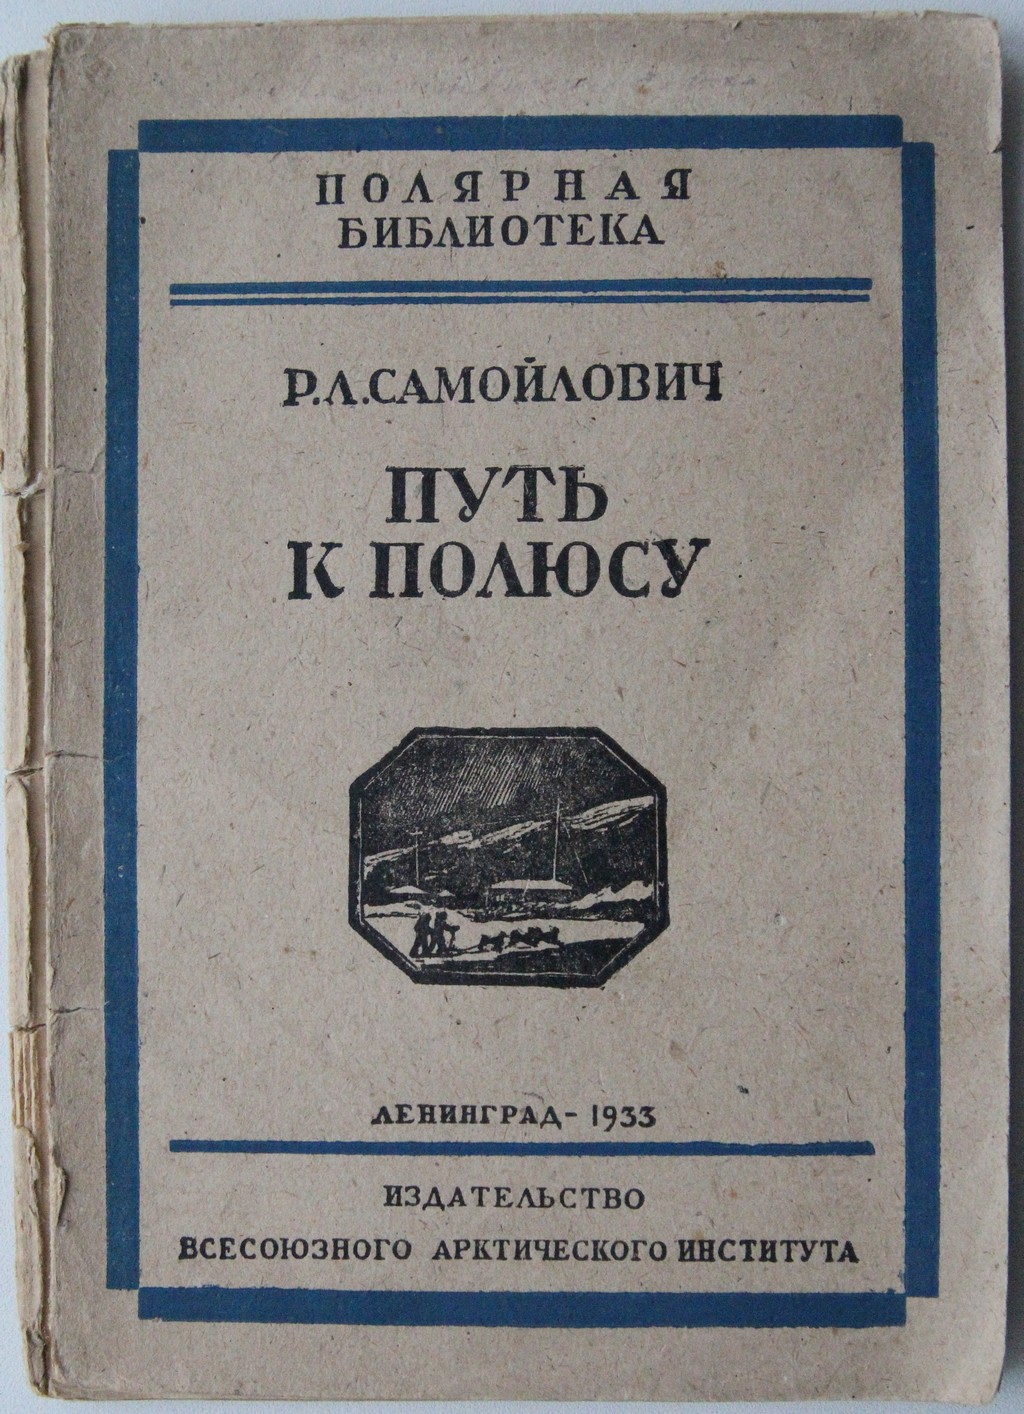 ПОЛЯРНАЯ
БИБЛИОТЕКА
Р.Л.САМОЙЛОВИЧ
ПУТЬ
К ПОЛЮСУ
ЛЕНИНГРАД - 1933
ИЗДАТЕЛЬСТВО
ВСЕСОЮЗНОГО АРКТИЧЕСКОГО ИНСТИТУТА